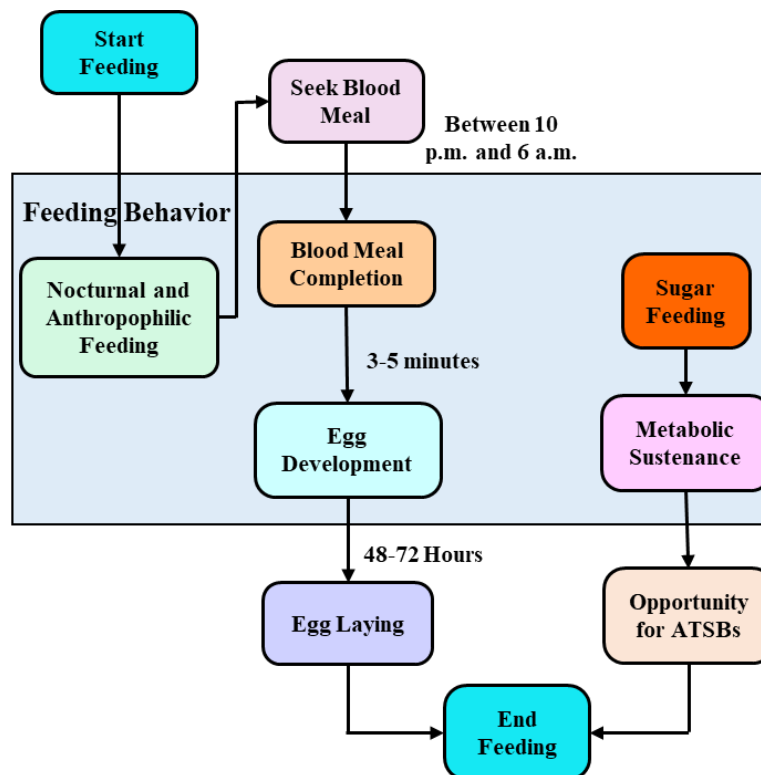 Start
Feeding
Seek Blood
Meal
Between 10
p.m. and 6 a.m.
Feeding Behavior
Nocturnal and
Anthropophilic
Feeding
Blood Meal
Completion
Sugar
Feeding
3-5 minutes
Egg
Development
Metabolic
Sustenance
48-72 Hours
Egg Laying
Opportunity
for ATSBs
End
Feeding